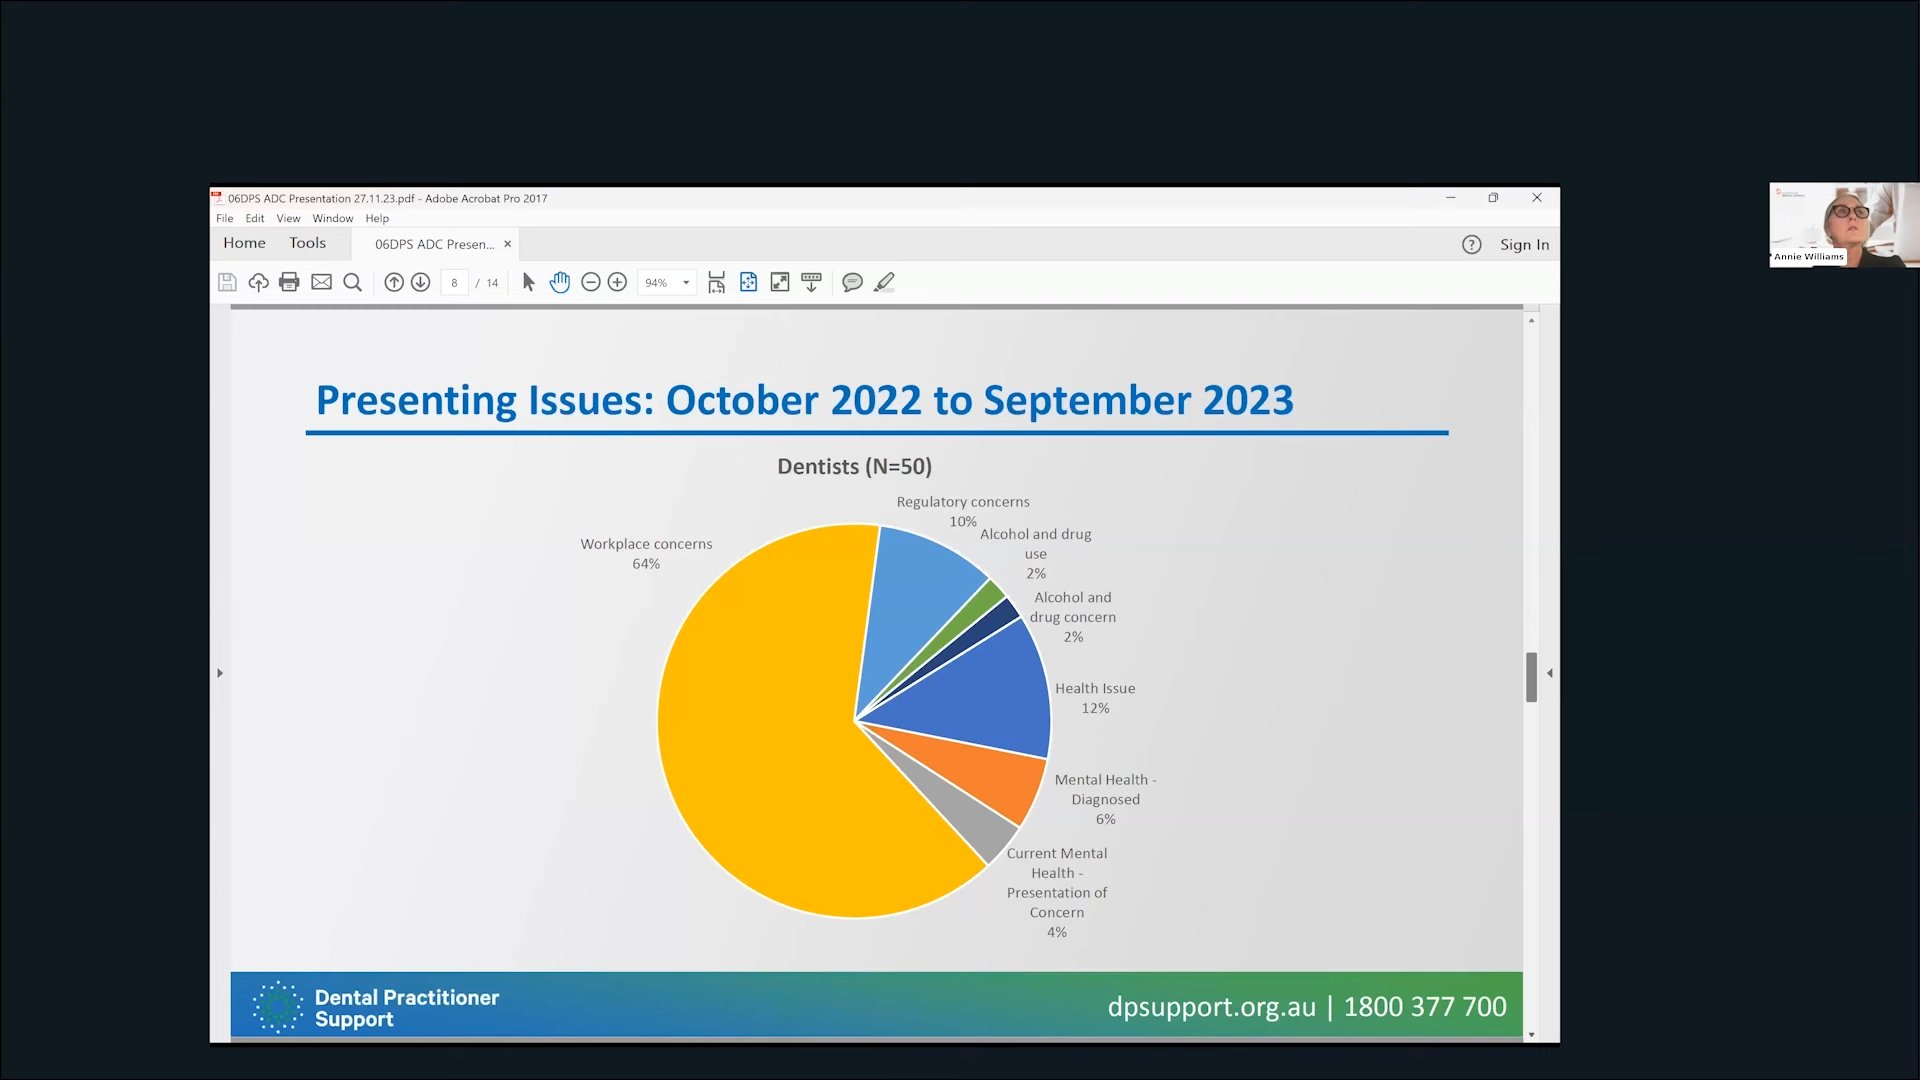 06DPS ADC Presentation 27.11.23.pdf - Adobe Acrobat Pro 2017
File Edit View Window Help
Home Tools 06DPS ADC Presen... × Sign In
8 / 14 94%
Presenting Issues: October 2022 to September 2023
Dentists (N=50)
Regulatory concerns
10%
Alcohol and drug
use
2%
Workplace concerns
64%
Alcohol and
drug concern
2%
Health Issue
12%
Mental Health -
Diagnosed
6%
Current Mental
Health -
Presentation of
Concern
4%
Dental Practitioner
Support
dpsupport.org.au | 1800 377 700
Annie Williams